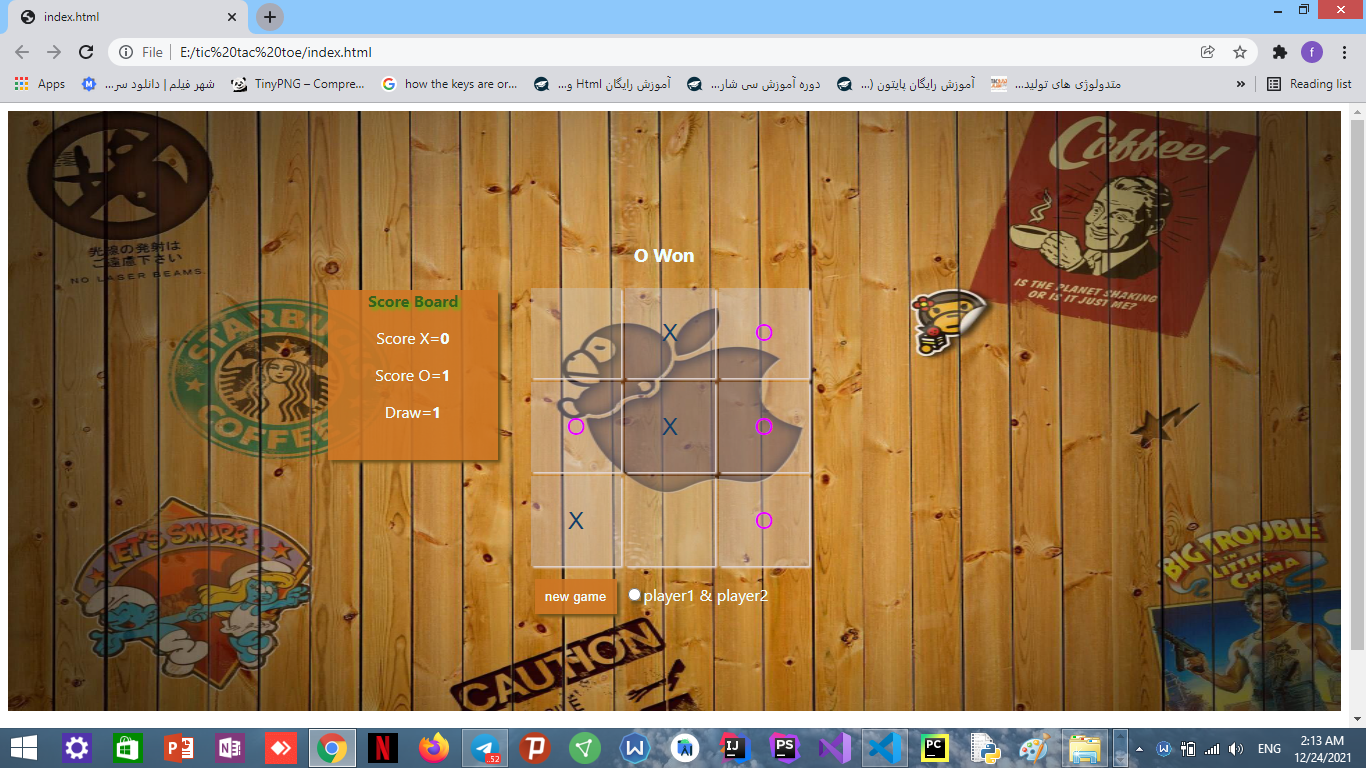 index.html
File
E:/tic%20tac%20toe/index.html
f
Apps
شهر فیلم | دانلود سر...
TinyPNG – Compre...
how the keys are or...
آموزش رایگان Html و...
دوره آموزش سی شار...
آموزش رایگان پایتون (...
متدولوژی های تولید...
Reading list
光線の発射は
ご遠慮下さい
NO LASER BEAMS.
Coffee!
IS THE PLANET SHAKING
OR IS IT JUST ME?
O Won
Score Board
Score X=0
Score O=1
Draw=1
X O
O X O
X O
STARBU
COFFEE
new game
player1 & player2
LET'S SMURF!
CAUTION
BIG TROUBLE
IN
LITTLE
CHINA
N
52
P
W
IJ
PS
PC
ENG
2:13 AM
12/24/2021